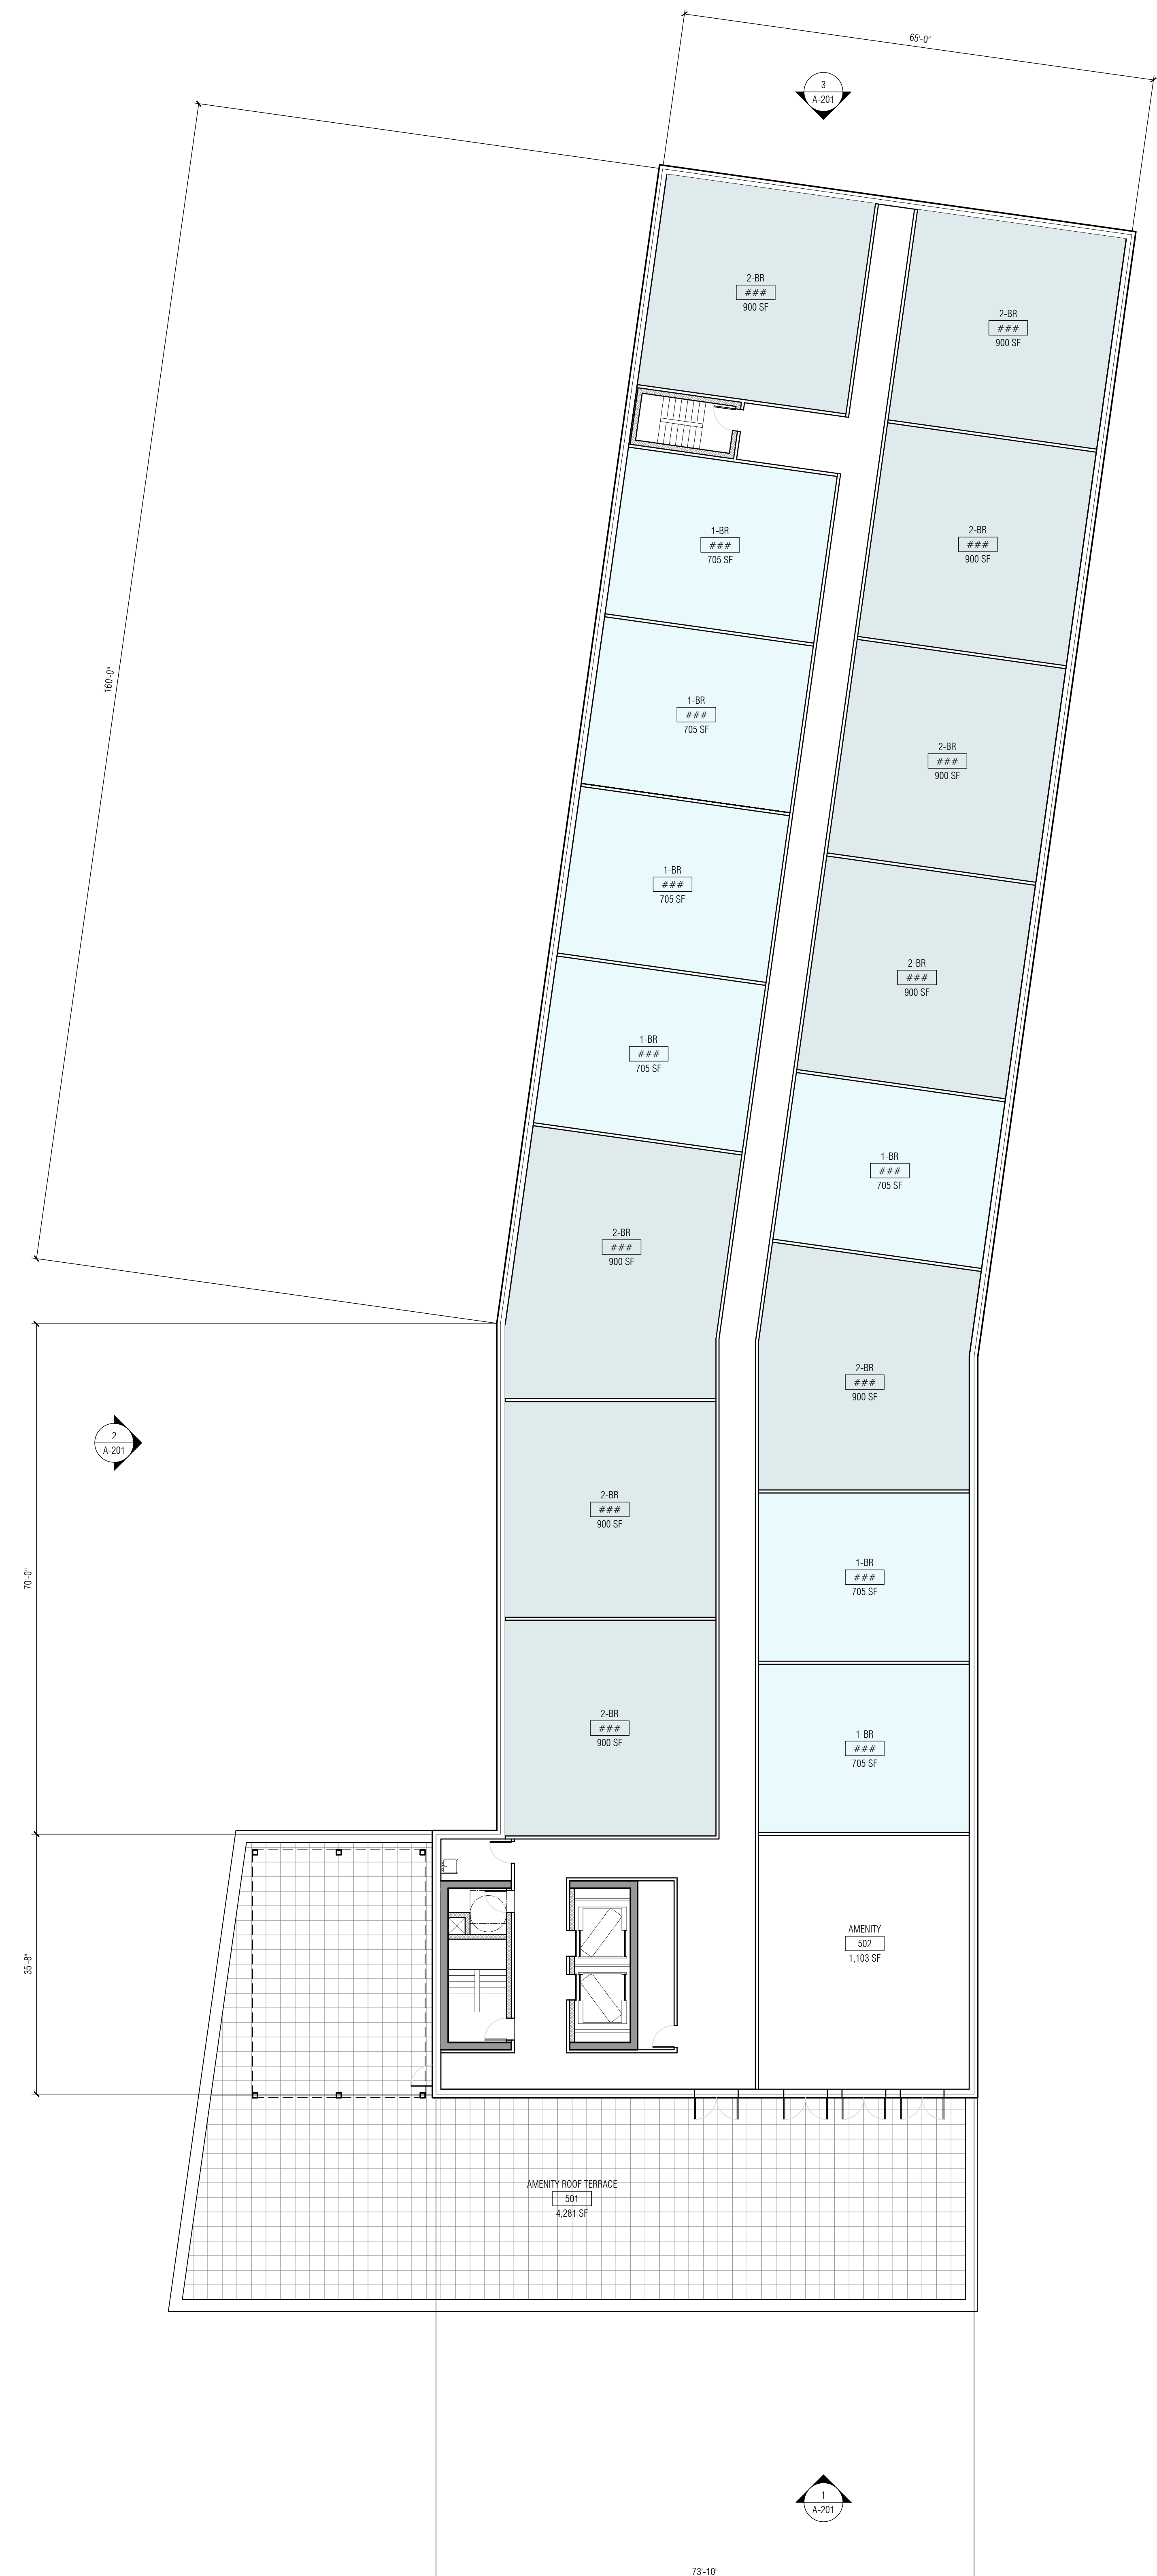 65'-0"
3
A-201
2-BR
###
900 SF
2-BR
###
900 SF
1-BR
###
705 SF
2-BR
###
900 SF
160'-0"
1-BR
###
705 SF
2-BR
###
900 SF
1-BR
###
705 SF
2-BR
###
900 SF
1-BR
###
705 SF
1-BR
###
705 SF
2-BR
###
900 SF
2-BR
###
900 SF
2
A-201
2-BR
###
900 SF
1-BR
###
705 SF
70'-0"
2-BR
###
900 SF
1-BR
###
705 SF
AMENITY
502
1,103 SF
35'-8"
AMENITY ROOF TERRACE
501
4,281 SF
1
A-201
73'-10"